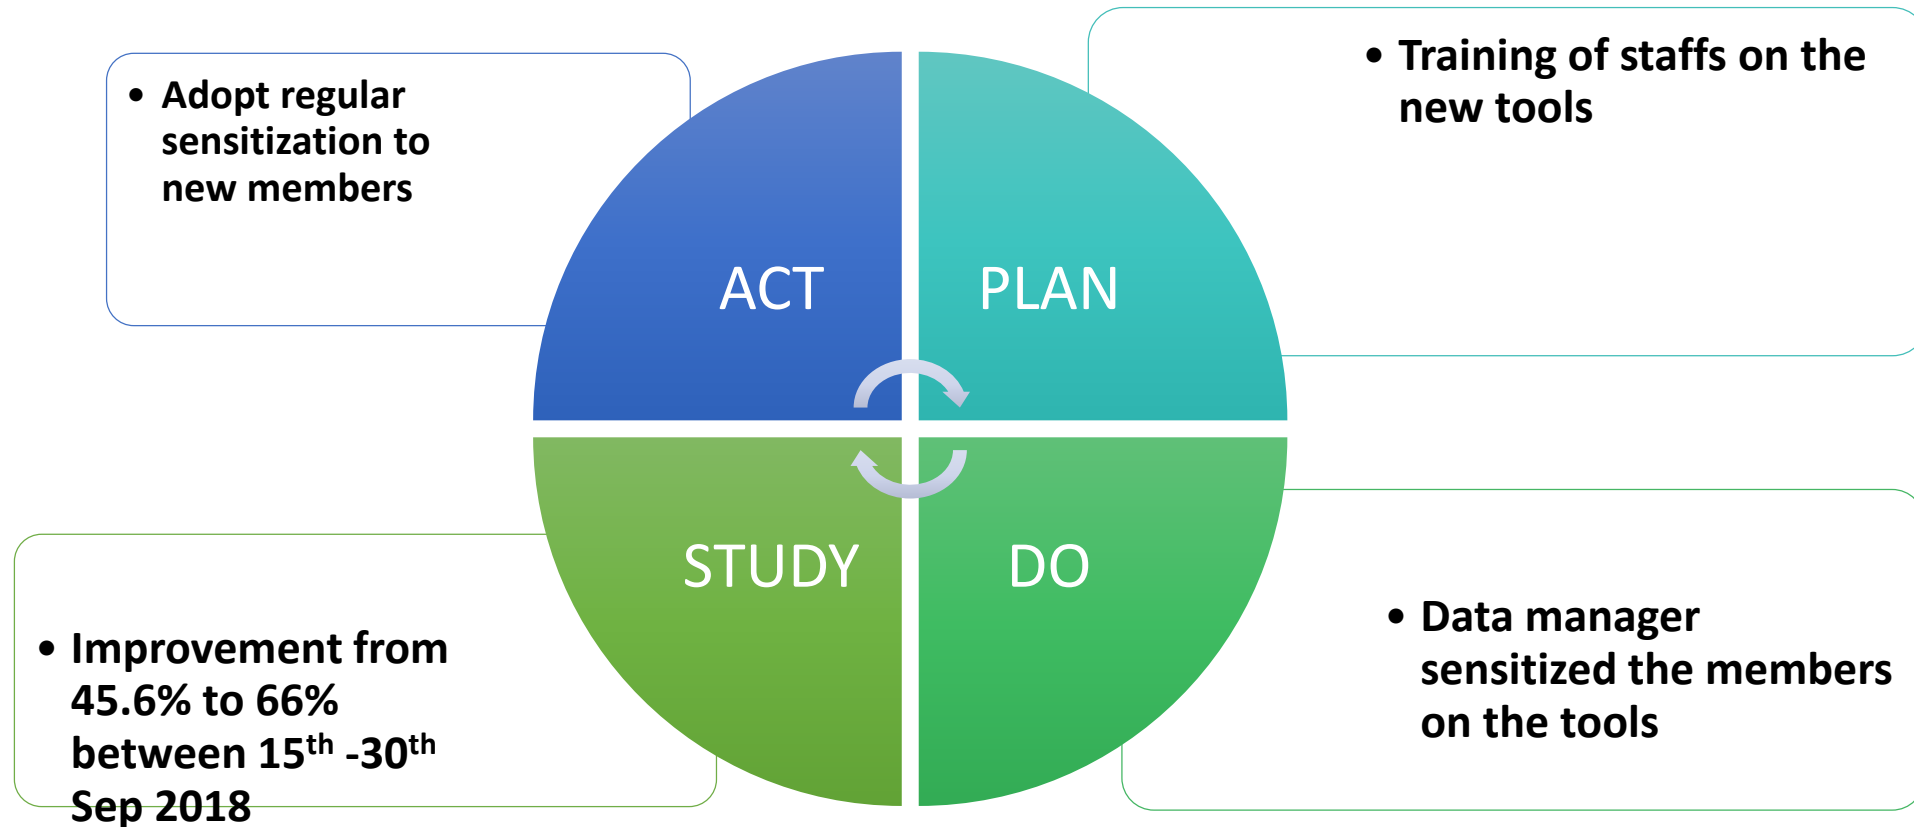 • Adopt regular
sensitization to
new members
• Training of staffs on the
new tools
ACT
PLAN
STUDY
DO
• Improvement from
45.6% to 66%
between 15th -30th
Sep 2018
• Data manager
sensitized the members
on the tools